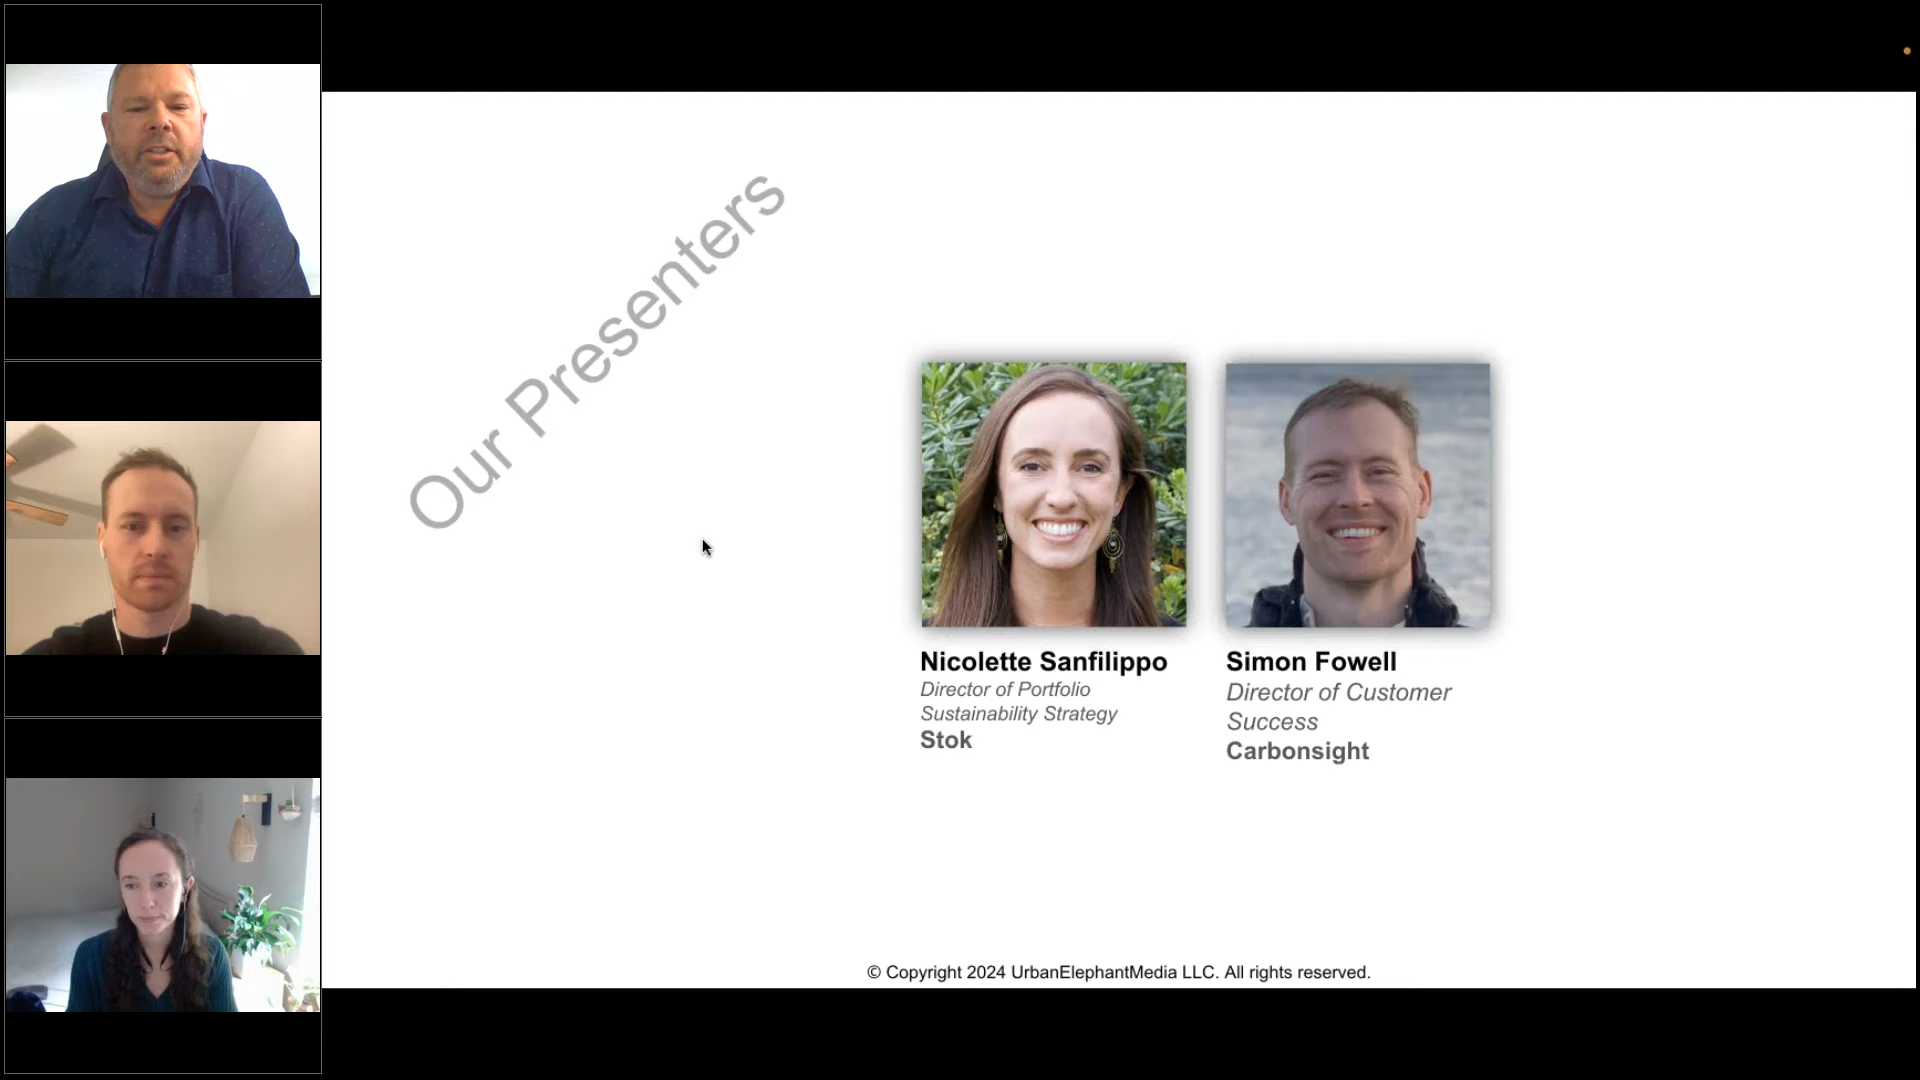 Our Presenters
Nicolette Sanfilippo
Director of Portfolio
Sustainability Strategy
Stok
Simon Fowell
Director of Customer
Success
Carbonsight
© Copyright 2024 UrbanElephantMedia LLC. All rights reserved.